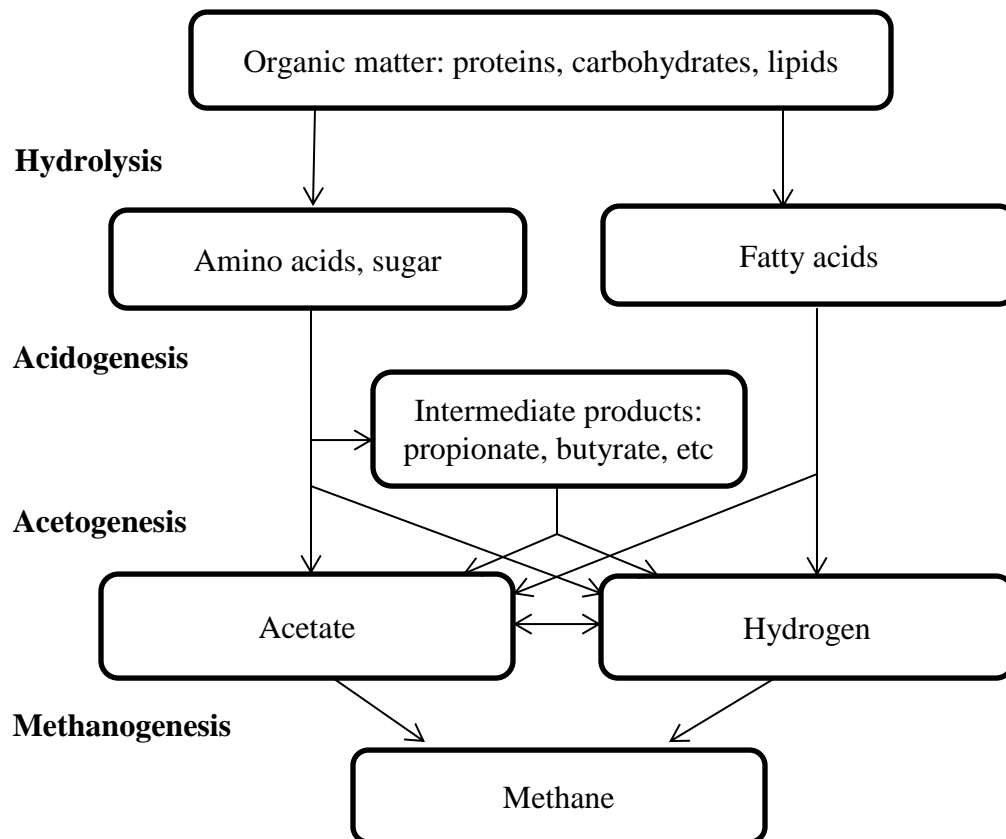 Organic matter: proteins, carbohydrates, lipids
Hydrolysis
Amino acids, sugar
Fatty acids
Acidogenesis
Intermediate products:
propionate, butyrate, etc
Acetogenesis
Acetate
Hydrogen
Methanogenesis
Methane